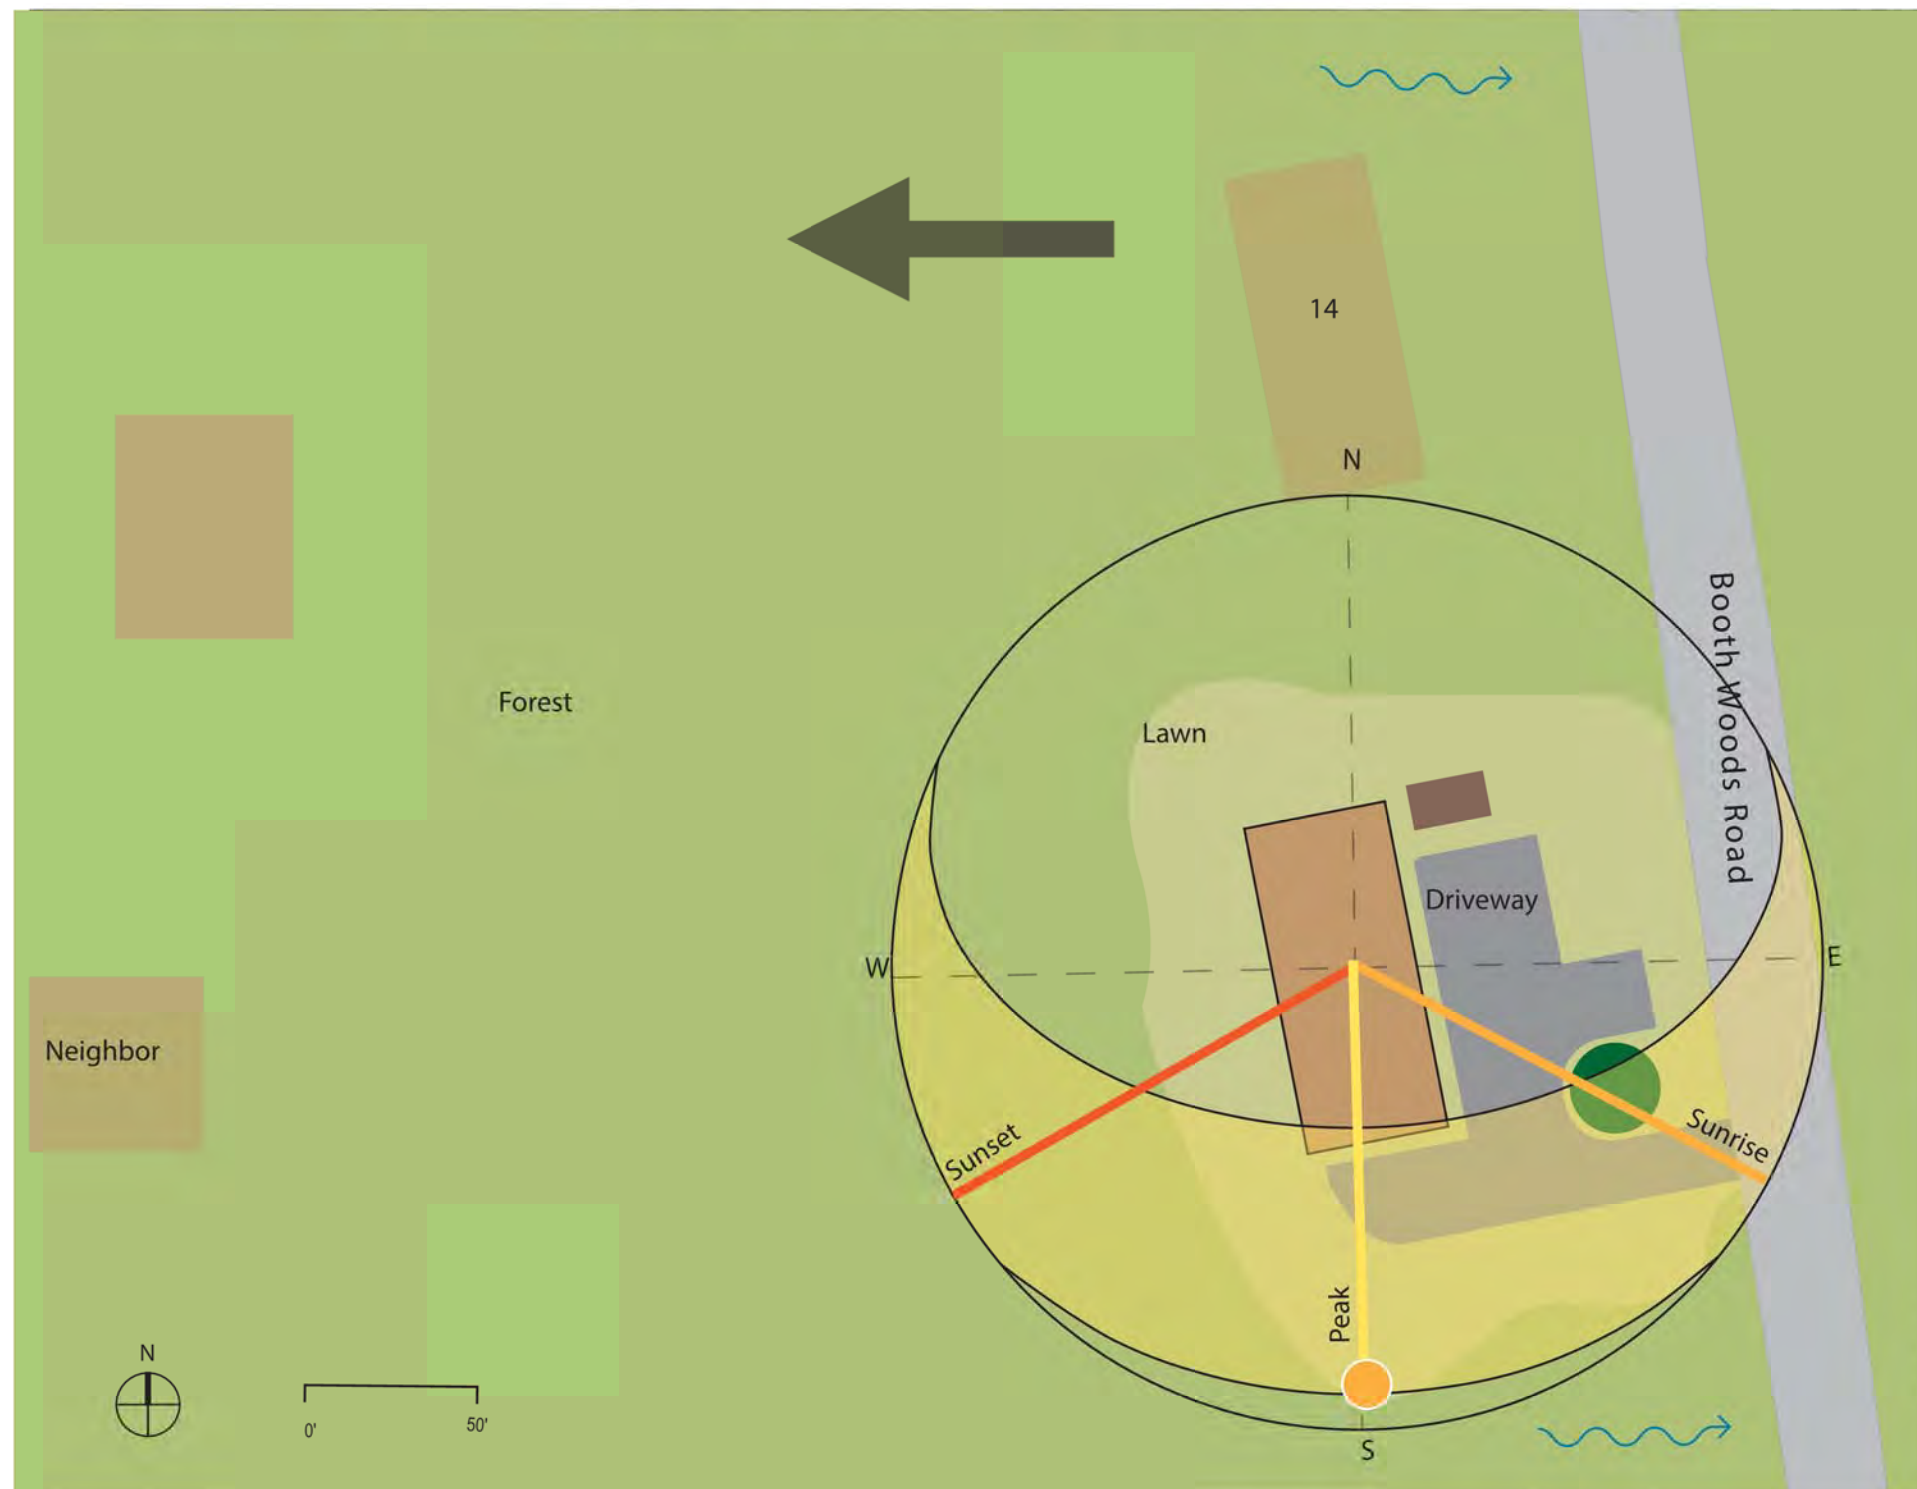 14
N
Booth Woods Road
Forest
Lawn
Driveway
W
E
Neighbor
Sunset
Sunrise
Peak
N
0'
50'
S